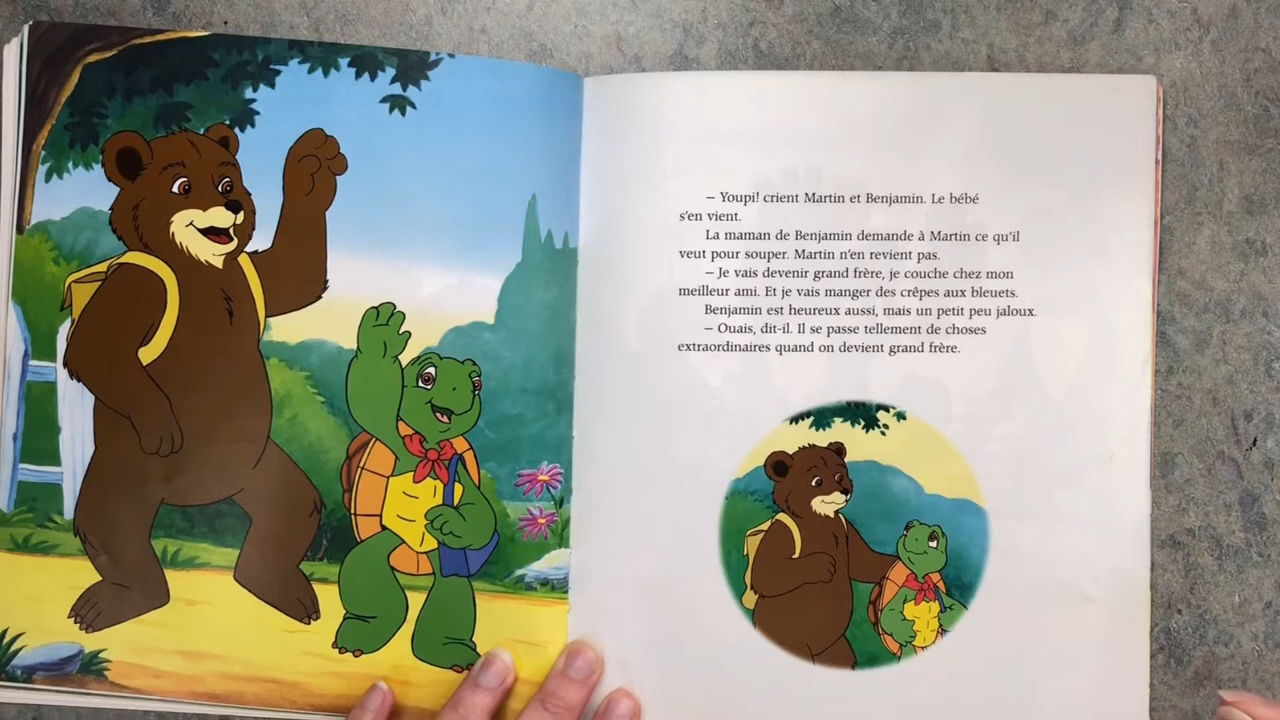 – Youpi! crient Martin et Benjamin. Le bébé
s'en vient.
La maman de Benjamin demande à Martin ce qu'il
veut pour souper. Martin n'en revient pas.
– Je vais devenir grand frère, je couche chez mon
meilleur ami. Et je vais manger des crêpes aux bleuets.
Benjamin est heureux aussi, mais un petit peu jaloux.
– Ouais, dit-il. Il se passe tellement de choses
extraordinaires quand on devient grand frère.